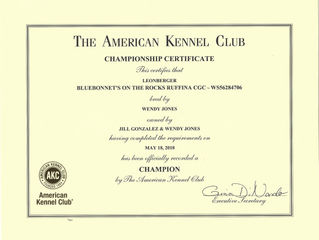 THE AMERICAN KENNEL CLUB
CHAMPIONSHIP CERTIFICATE
This certifies that
LEONBERGER
BLUEBONNET'S ON THE ROCKS RUFFINA CGC – WS56284706
bred by
WENDY JONES
owned by
JILL GONZALEZ & WENDY JONES
having completed the requirements on
MAY 18, 2018
has been officially recorded a
CHAMPION
by The American Kennel Club
AKC
American
Kennel Club®
Executive Secretary